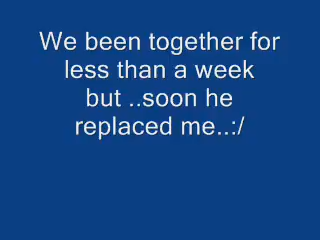 We been together for
less than a week
but ..soon he
replaced me..:/